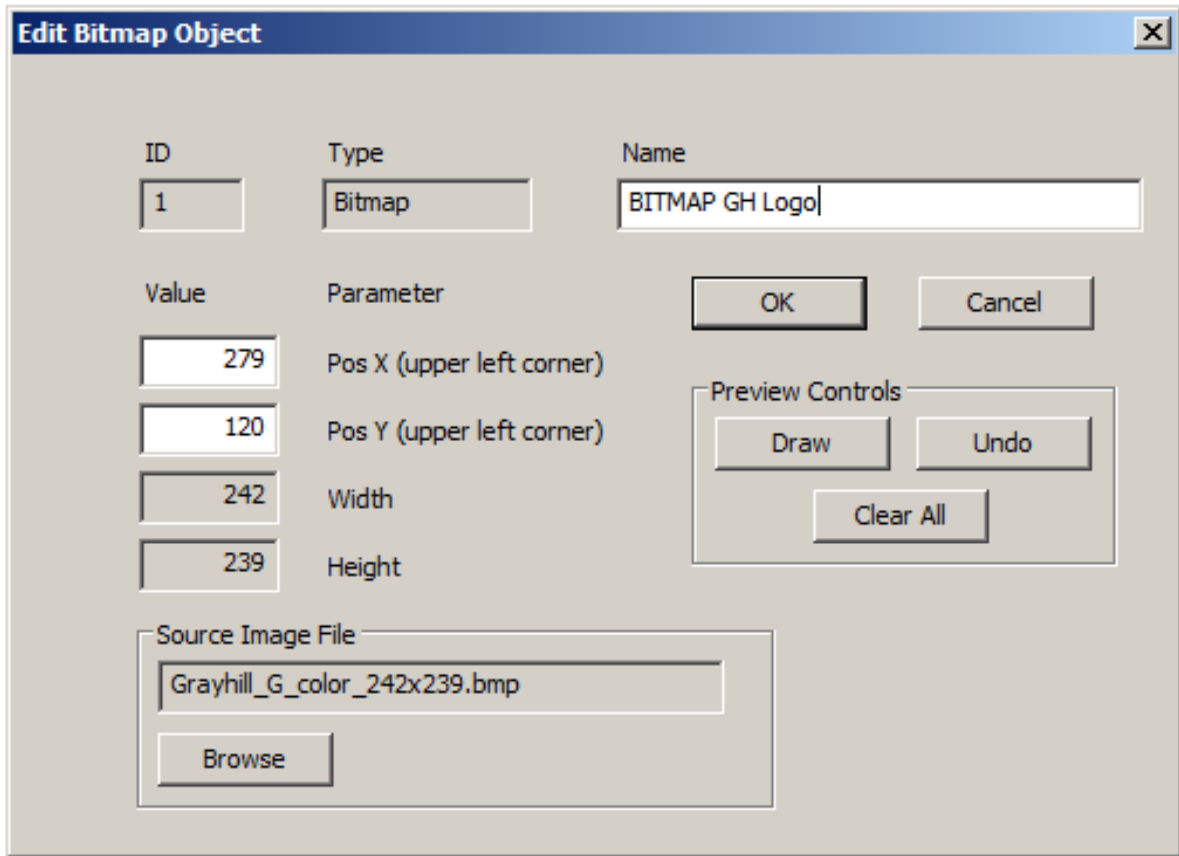 Edit Bitmap Object
ID Type Name
1 Bitmap BITMAP GH Logo
Value Parameter
OK Cancel
279 Pos X (upper left corner)
Preview Controls
120 Pos Y (upper left corner)
Draw Undo
242 Width
Clear All
239 Height
Source Image File
Grayhill_G_color_242x239.bmp
Browse